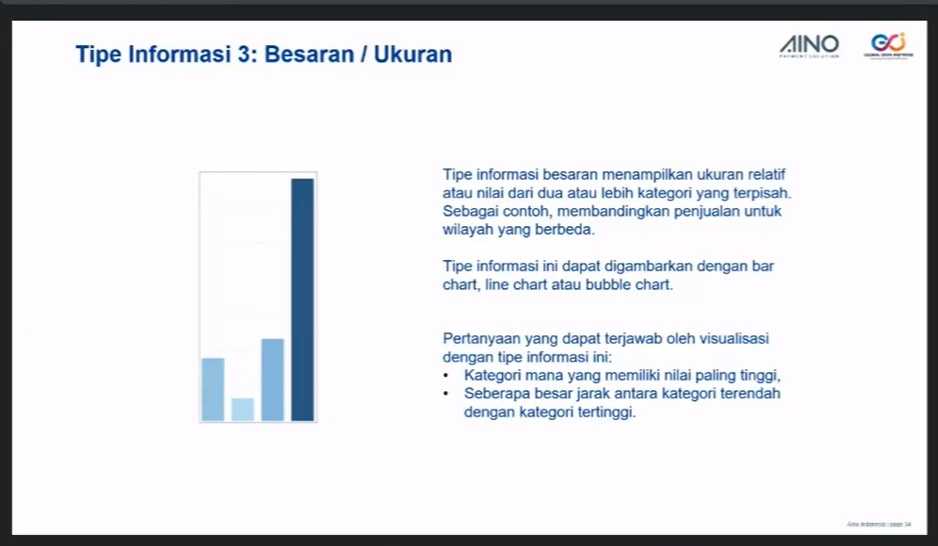 Tipe Informasi 3: Besaran / Ukuran
AINO
PAYMENT SOLUTION
GCI
Tipe informasi besaran menampilkan ukuran relatif
atau nilai dari dua atau lebih kategori yang terpisah.
Sebagai contoh, membandingkan penjualan untuk
wilayah yang berbeda.
Tipe informasi ini dapat digambarkan dengan bar
chart, line chart atau bubble chart.
Pertanyaan yang dapat terjawab oleh visualisasi
dengan tipe informasi ini:
• Kategori mana yang memiliki nilai paling tinggi,
• Seberapa besar jarak antara kategori terendah
dengan kategori tertinggi.
Aino Indonesia | page 34